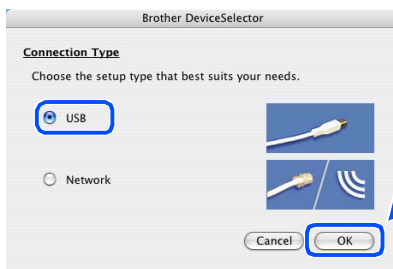 Brother DeviceSelector
Connection Type
Choose the setup type that best suits your needs.
USB
Network
Cancel OK